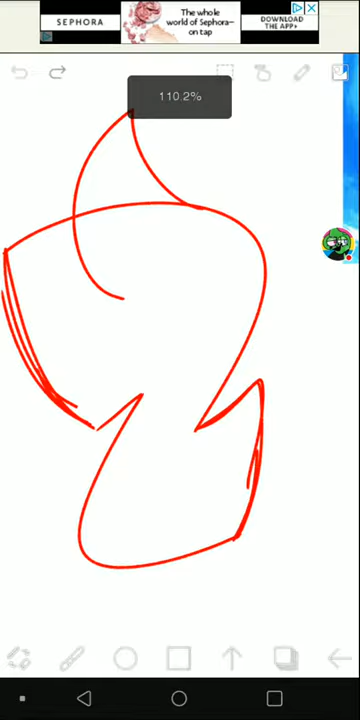 SEPHORA
The whole
world of Sephora—
on tap
DOWNLOAD
THE APP▸
110.2%